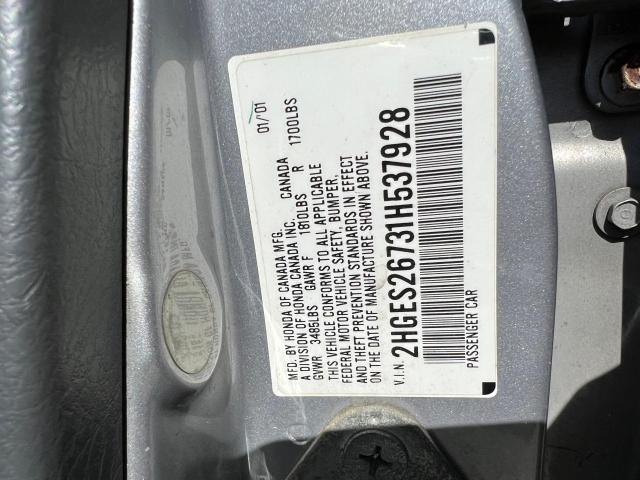 MFD. BY HONDA OF CANADA MFG. 01/01
A DIVISION OF HONDA CANADA INC. CANADA
GVWR 3485LBS GAWR F 1810LBS R 1700LBS
THIS VEHICLE CONFORMS TO ALL APPLICABLE
FEDERAL MOTOR VEHICLE SAFETY, BUMPER,
AND THEFT PREVENTION STANDARDS IN EFFECT
ON THE DATE OF MANUFACTURE SHOWN ABOVE.
V.I.N. 2HGES26731H537928
PASSENGER CAR